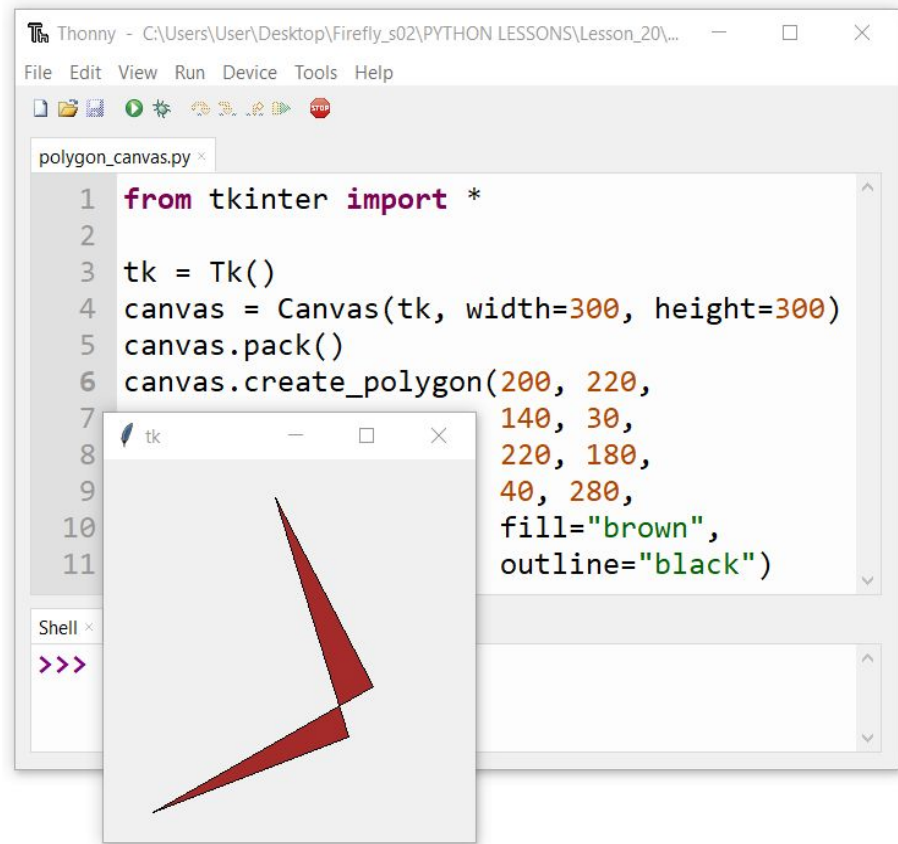 Thonny - C:\Users\User\Desktop\Firefly_s02\PYTHON LESSONS\Lesson_20\...
File Edit View Run Device Tools Help
STOP
polygon_canvas.py ×
1 from tkinter import *
2
3 tk = Tk()
4 canvas = Canvas(tk, width=300, height=300)
5 canvas.pack()
6 canvas.create_polygon(200, 220,
7 140, 30,
8 220, 180,
9 40, 280,
10 fill="brown",
11 outline="black")
tk
Shell ×
>>>